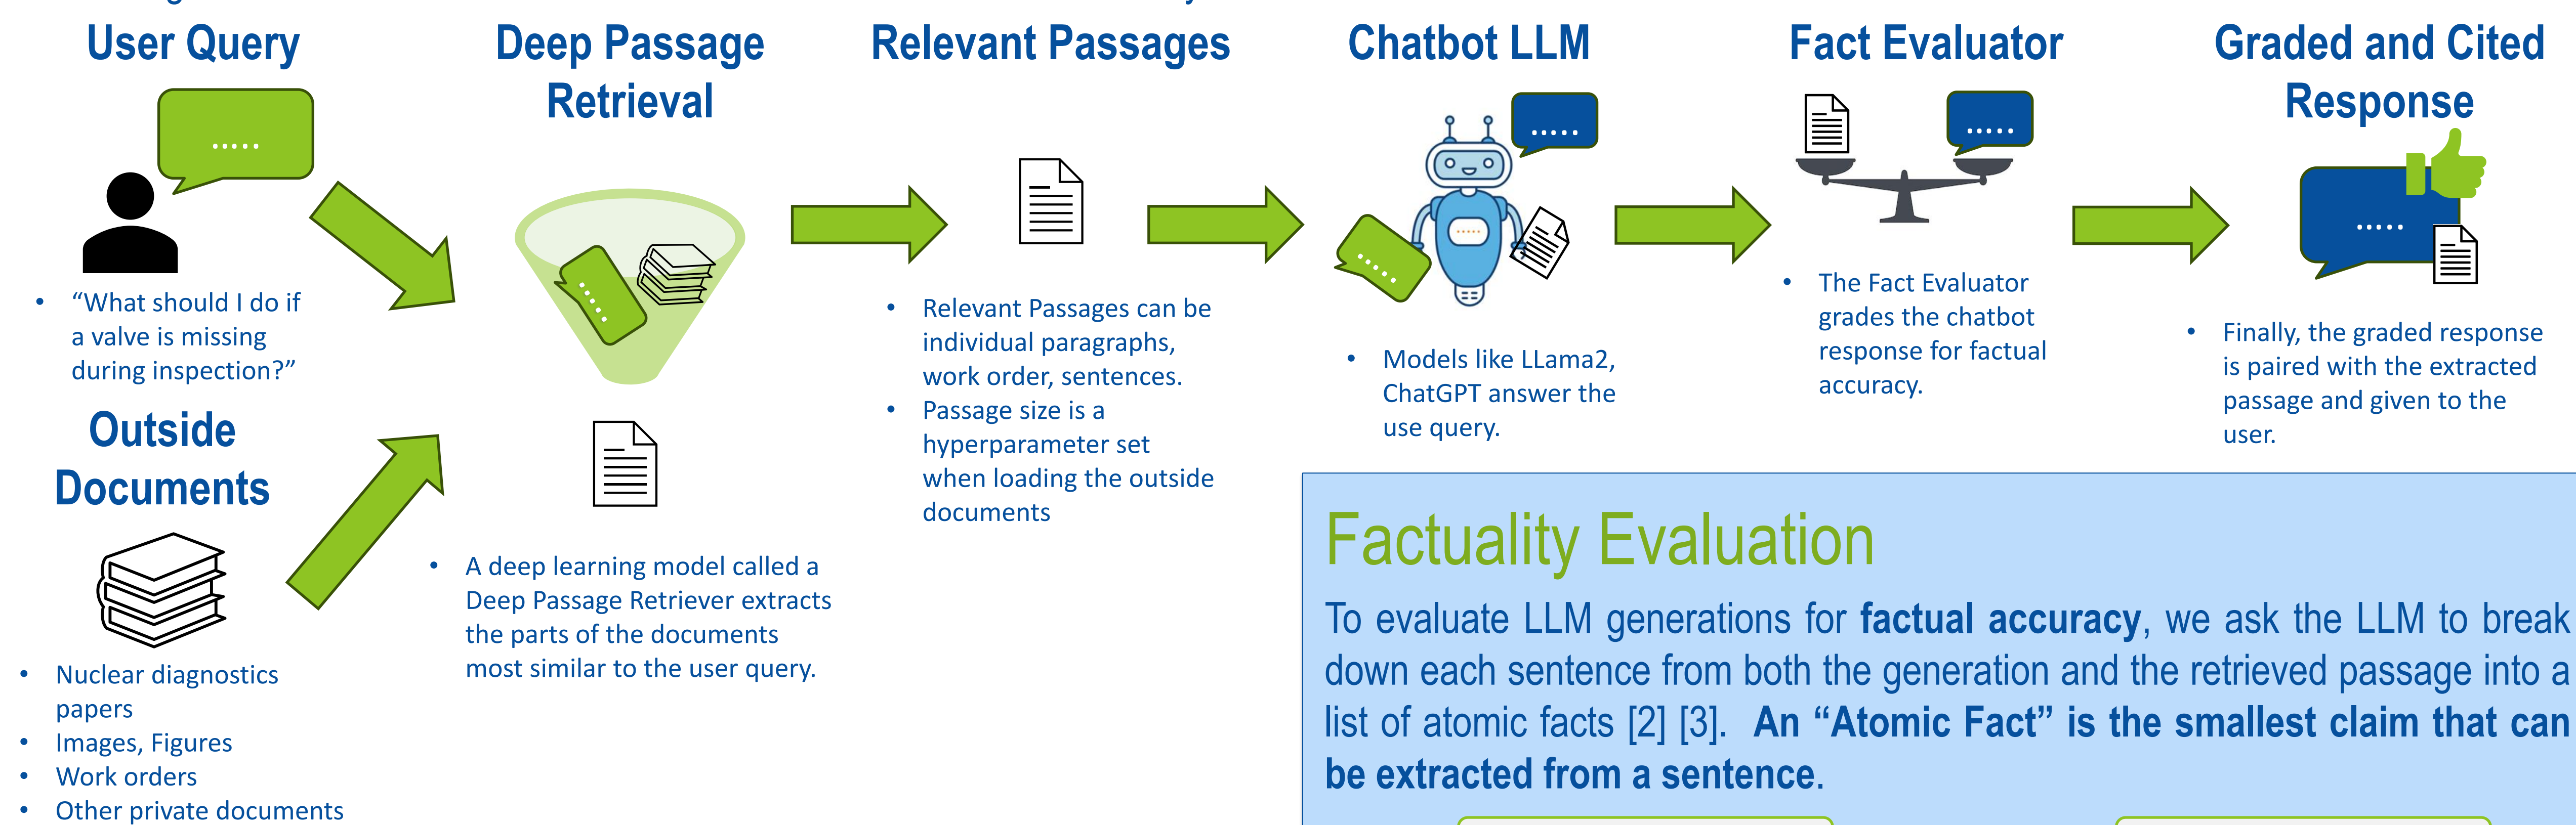 User Query
“What should I do if
a valve is missing
during inspection?”
Outside
Documents
• Nuclear diagnostics
papers
• Images, Figures
• Work orders
• Other private documents
Deep Passage
Retrieval
• A deep learning model called a
Deep Passage Retriever extracts
the parts of the documents
most similar to the user query.
Relevant Passages
• Relevant Passages can be
individual paragraphs,
work order, sentences.
• Passage size is a
hyperparameter set
when loading the outside
documents
Chatbot LLM
• Models like LLama2,
ChatGPT answer the
use query.
Fact Evaluator
• The Fact Evaluator
grades the chatbot
response for factual
accuracy.
Graded and Cited
Response
• Finally, the graded response
is paired with the extracted
passage and given to the
user.
Factuality Evaluation
To evaluate LLM generations for factual accuracy, we ask the LLM to break
down each sentence from both the generation and the retrieved passage into a
list of atomic facts [2] [3]. An “Atomic Fact” is the smallest claim that can
be extracted from a sentence.